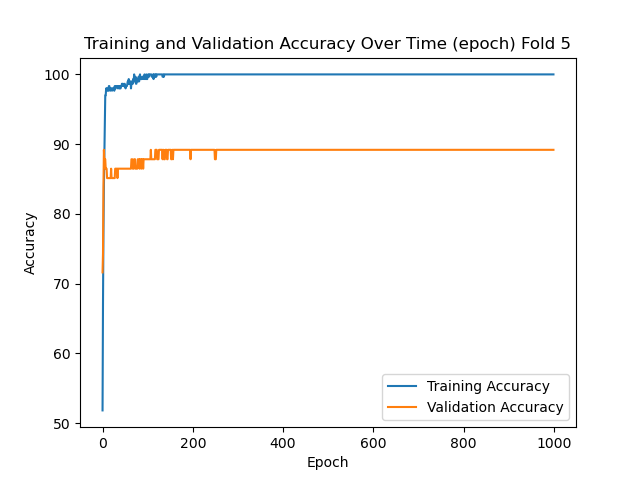 Training and Validation Accuracy Over Time (epoch) Fold 5
100
90
80
70
60
50
Accuracy
0
200
400
600
800
1000
Epoch
Training Accuracy
Validation Accuracy